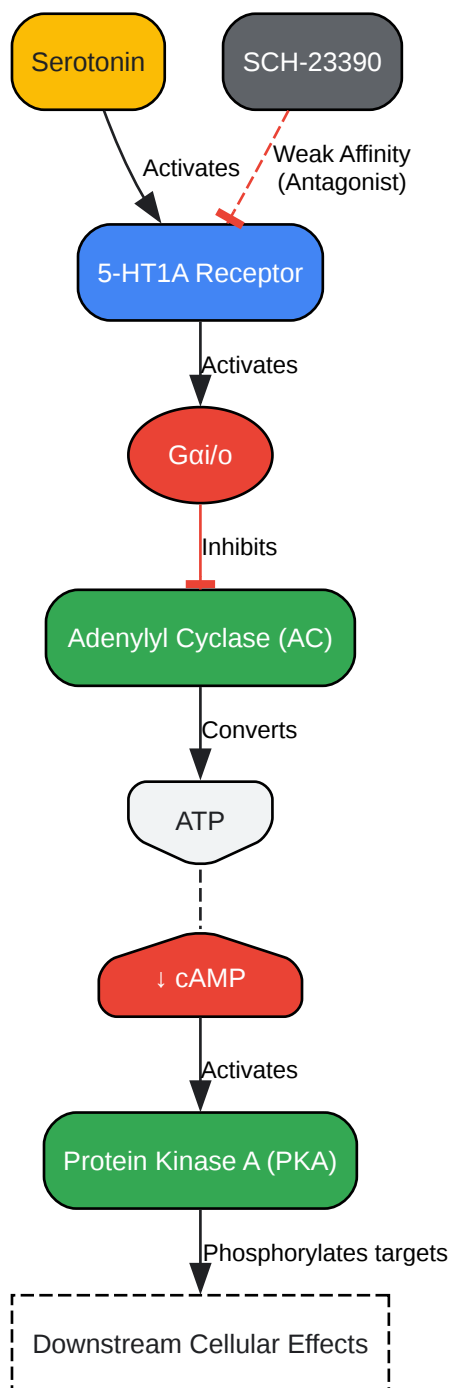 Serotonin
SCH-23390
Activates
Weak Affinity
(Antagonist)
5-HT1A Receptor
Activates
Gαi/o
Inhibits
Adenylyl Cyclase (AC)
Converts
ATP
↓ cAMP
Activates
Protein Kinase A (PKA)
Phosphorylates targets
Downstream Cellular Effects